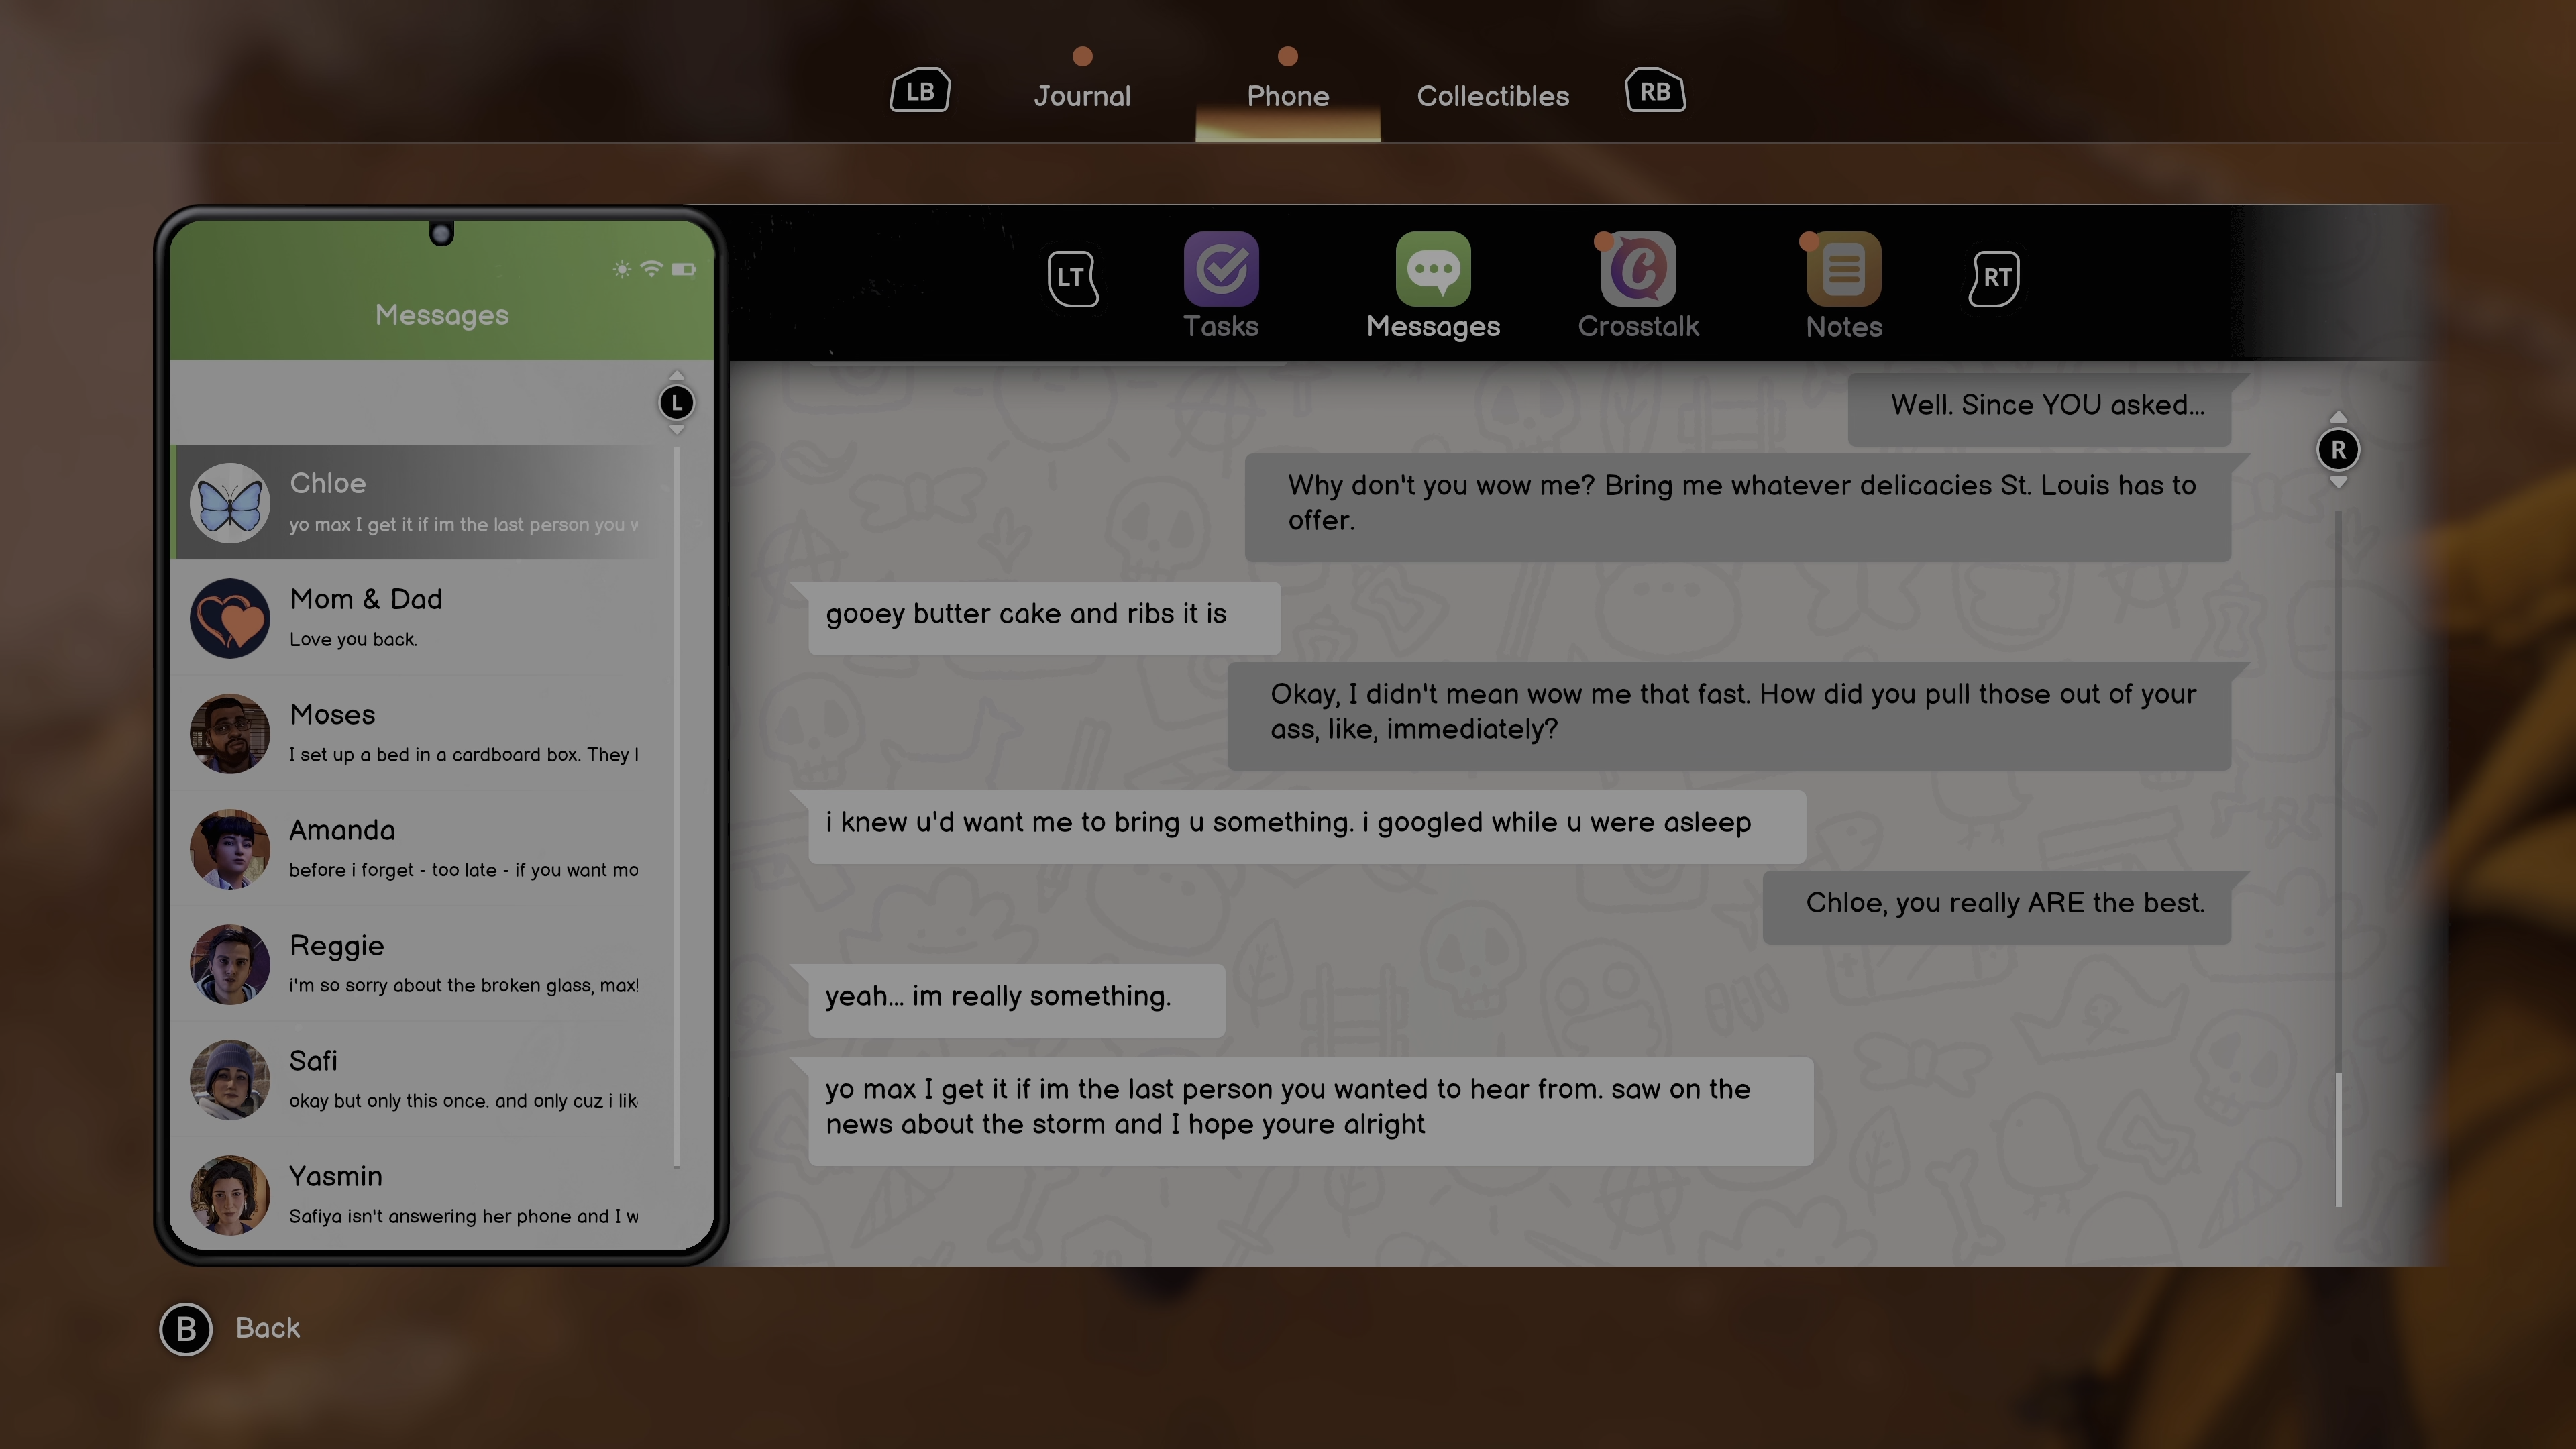 LB
Journal
Phone
Collectibles
RB
Messages
LT
Tasks
Messages
Crosstalk
Notes
RT
L
Chloe
yo max I get it if im the last person you w
Mom & Dad
Love you back.
Moses
I set up a bed in a cardboard box. They l
Amanda
before i forget - too late - if you want mo
Reggie
i'm so sorry about the broken glass, max!
Safi
okay but only this once. and only cuz i lik
Yasmin
Safiya isn't answering her phone and I w
Well. Since YOU asked...
R
Why don't you wow me? Bring me whatever delicacies St. Louis has to
offer.
gooey butter cake and ribs it is
Okay, I didn't mean wow me that fast. How did you pull those out of your
ass, like, immediately?
i knew u'd want me to bring u something. i googled while u were asleep
Chloe, you really ARE the best.
yeah... im really something.
yo max I get it if im the last person you wanted to hear from. saw on the
news about the storm and I hope youre alright
B
Back